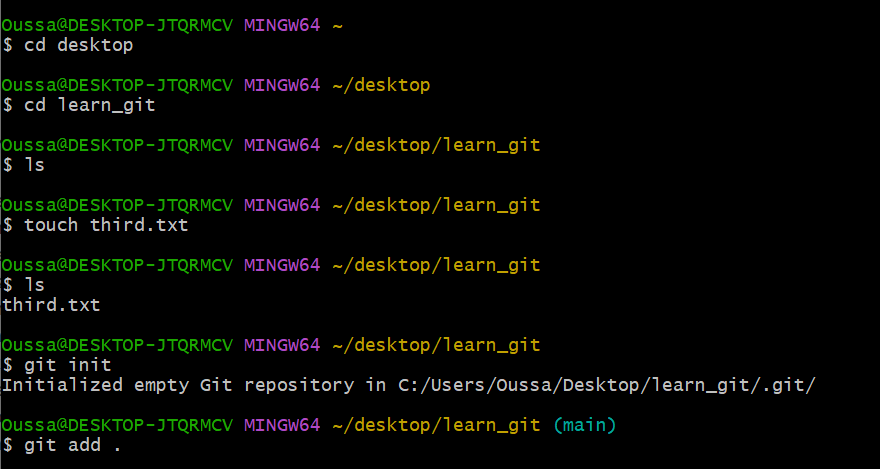 Oussa@DESKTOP-JTQRMCV MINGW64 ~
$ cd desktop
Oussa@DESKTOP-JTQRMCV MINGW64 ~/desktop
$ cd learn_git
Oussa@DESKTOP-JTQRMCV MINGW64 ~/desktop/learn_git
$ ls
Oussa@DESKTOP-JTQRMCV MINGW64 ~/desktop/learn_git
$ touch third.txt
Oussa@DESKTOP-JTQRMCV MINGW64 ~/desktop/learn_git
$ ls
third.txt
Oussa@DESKTOP-JTQRMCV MINGW64 ~/desktop/learn_git
$ git init
Initialized empty Git repository in C:/Users/Oussa/Desktop/learn_git/.git/
Oussa@DESKTOP-JTQRMCV MINGW64 ~/desktop/learn_git (main)
$ git add .